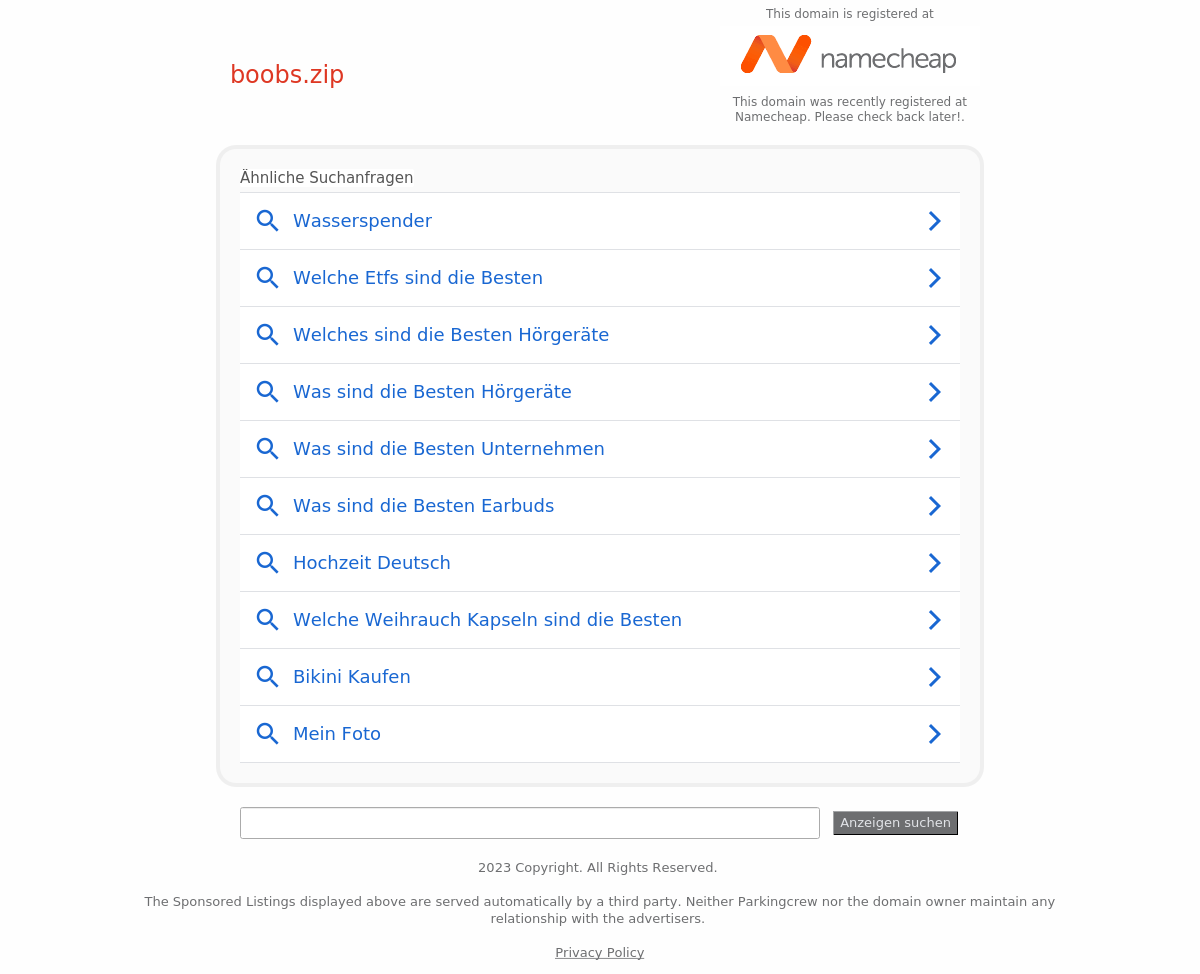 This domain is registered at
namecheap
boobs.zip
This domain was recently registered at
Namecheap. Please check back later!.
Ähnliche Suchanfragen
Wasserspender
Welche Etfs sind die Besten
Welches sind die Besten Hörgeräte
Was sind die Besten Hörgeräte
Was sind die Besten Unternehmen
Was sind die Besten Earbuds
Hochzeit Deutsch
Welche Weihrauch Kapseln sind die Besten
Bikini Kaufen
Mein Foto
Anzeigen suchen
2023 Copyright. All Rights Reserved.
The Sponsored Listings displayed above are served automatically by a third party. Neither Parkingcrew nor the domain owner maintain any
relationship with the advertisers.
Privacy Policy